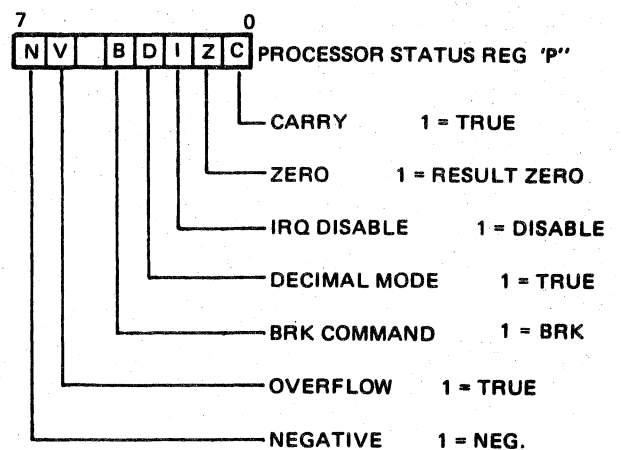 7 0
N V B D I Z C PROCESSOR STATUS REG 'P''
CARRY 1 = TRUE
ZERO 1 = RESULT ZERO
IRQ DISABLE 1 = DISABLE
DECIMAL MODE 1 = TRUE
BRK COMMAND 1 = BRK
OVERFLOW 1 = TRUE
NEGATIVE 1 = NEG.